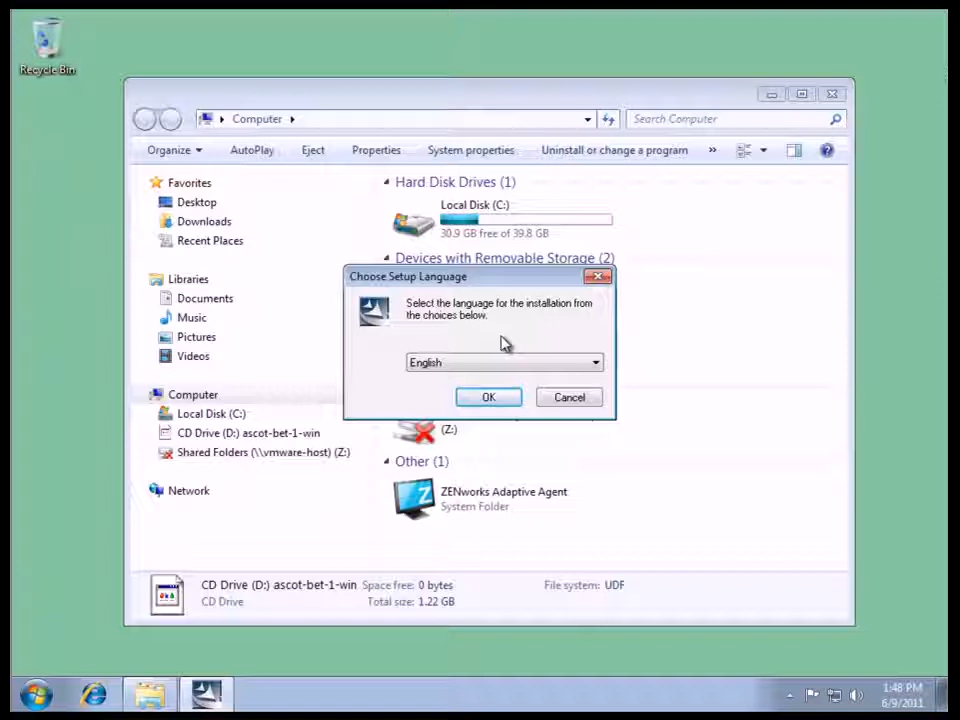 Recycle Bin
Computer
Search Computer
Organize AutoPlay Eject Properties System properties Uninstall or change a program »
Favorites
Desktop
Downloads
Recent Places
Libraries
Documents
Music
Pictures
Videos
Computer
Local Disk (C:)
CD Drive (D:) ascot-bet-1-win
Shared Folders (\\vmware-host) (Z:)
Network
Hard Disk Drives (1)
Local Disk (C:)
30.9 GB free of 39.8 GB
Devices with Removable Storage (2)
Choose Setup Language
Select the language for the installation from
the choices below.
English
OK Cancel
(Z:)
Other (1)
ZENworks Adaptive Agent
System Folder
CD Drive (D:) ascot-bet-1-win Space free: 0 bytes File system: UDF
CD Drive Total size: 1.22 GB
1:48 PM
6/9/2011